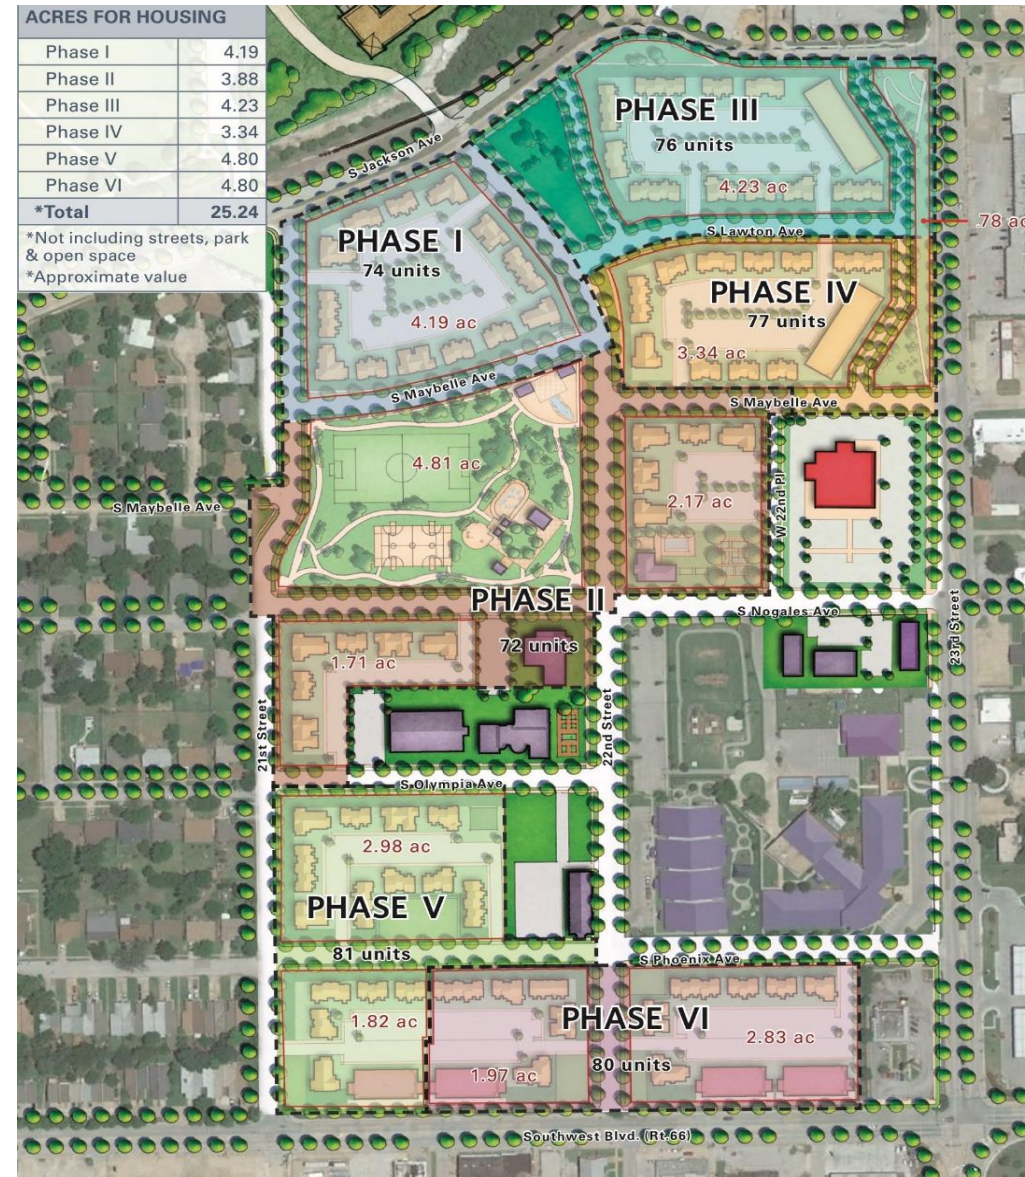 ACRES FOR HOUSING
Phase I 4.19
Phase II 3.88
Phase III 4.23
Phase IV 3.34
Phase V 4.80
Phase VI 4.80
*Total 25.24
*Not including streets, park
& open space
*Approximate value
S Jackson Ave
PHASE III
76 units
4.23 ac
.78 ac
S Lawton Ave
PHASE I
74 units
4.19 ac
PHASE IV
77 units
3.34 ac
S Maybelle Ave
S Maybelle Ave
4.81 ac
2.17 ac
W 22nd Pl
S Maybelle Ave
PHASE II
72 units
S Nogales Ave
23rd Street
1.71 ac
21st Street
22nd Street
S Olympia Ave
2.98 ac
PHASE V
81 units
S Phoenix Ave
1.82 ac
PHASE VI
80 units
2.83 ac
1.97 ac
Southwest Blvd. (Rt.66)